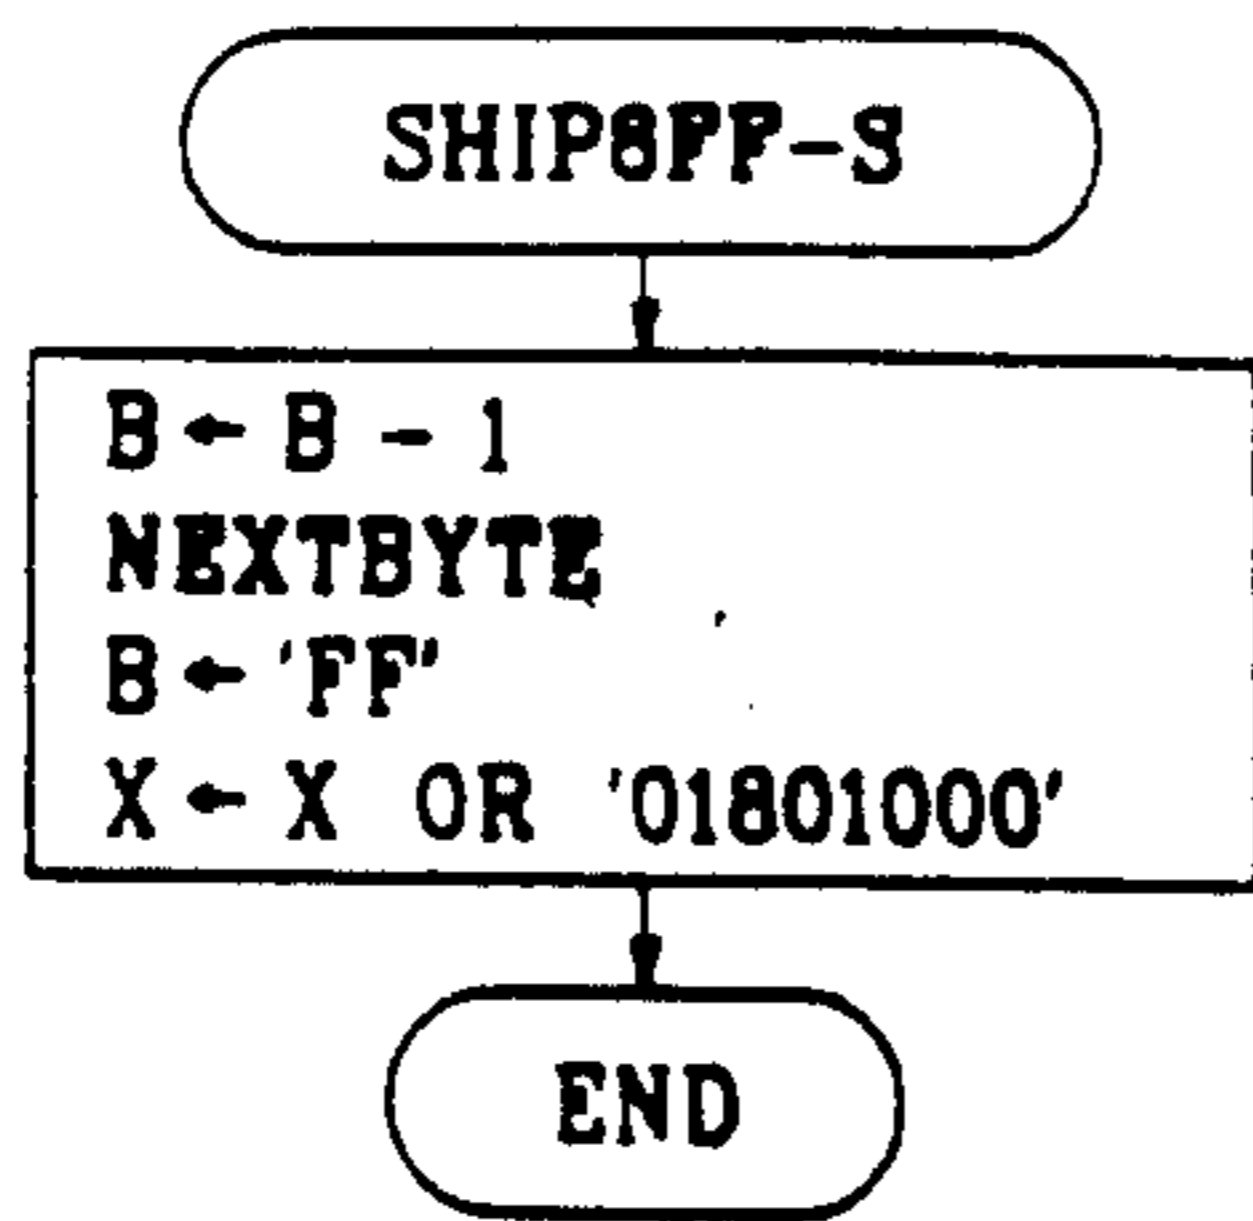 SHIP8FF-S
B ← B - 1
NEXTBYTE
B ← 'FF'
X ← X OR '01801000'
END